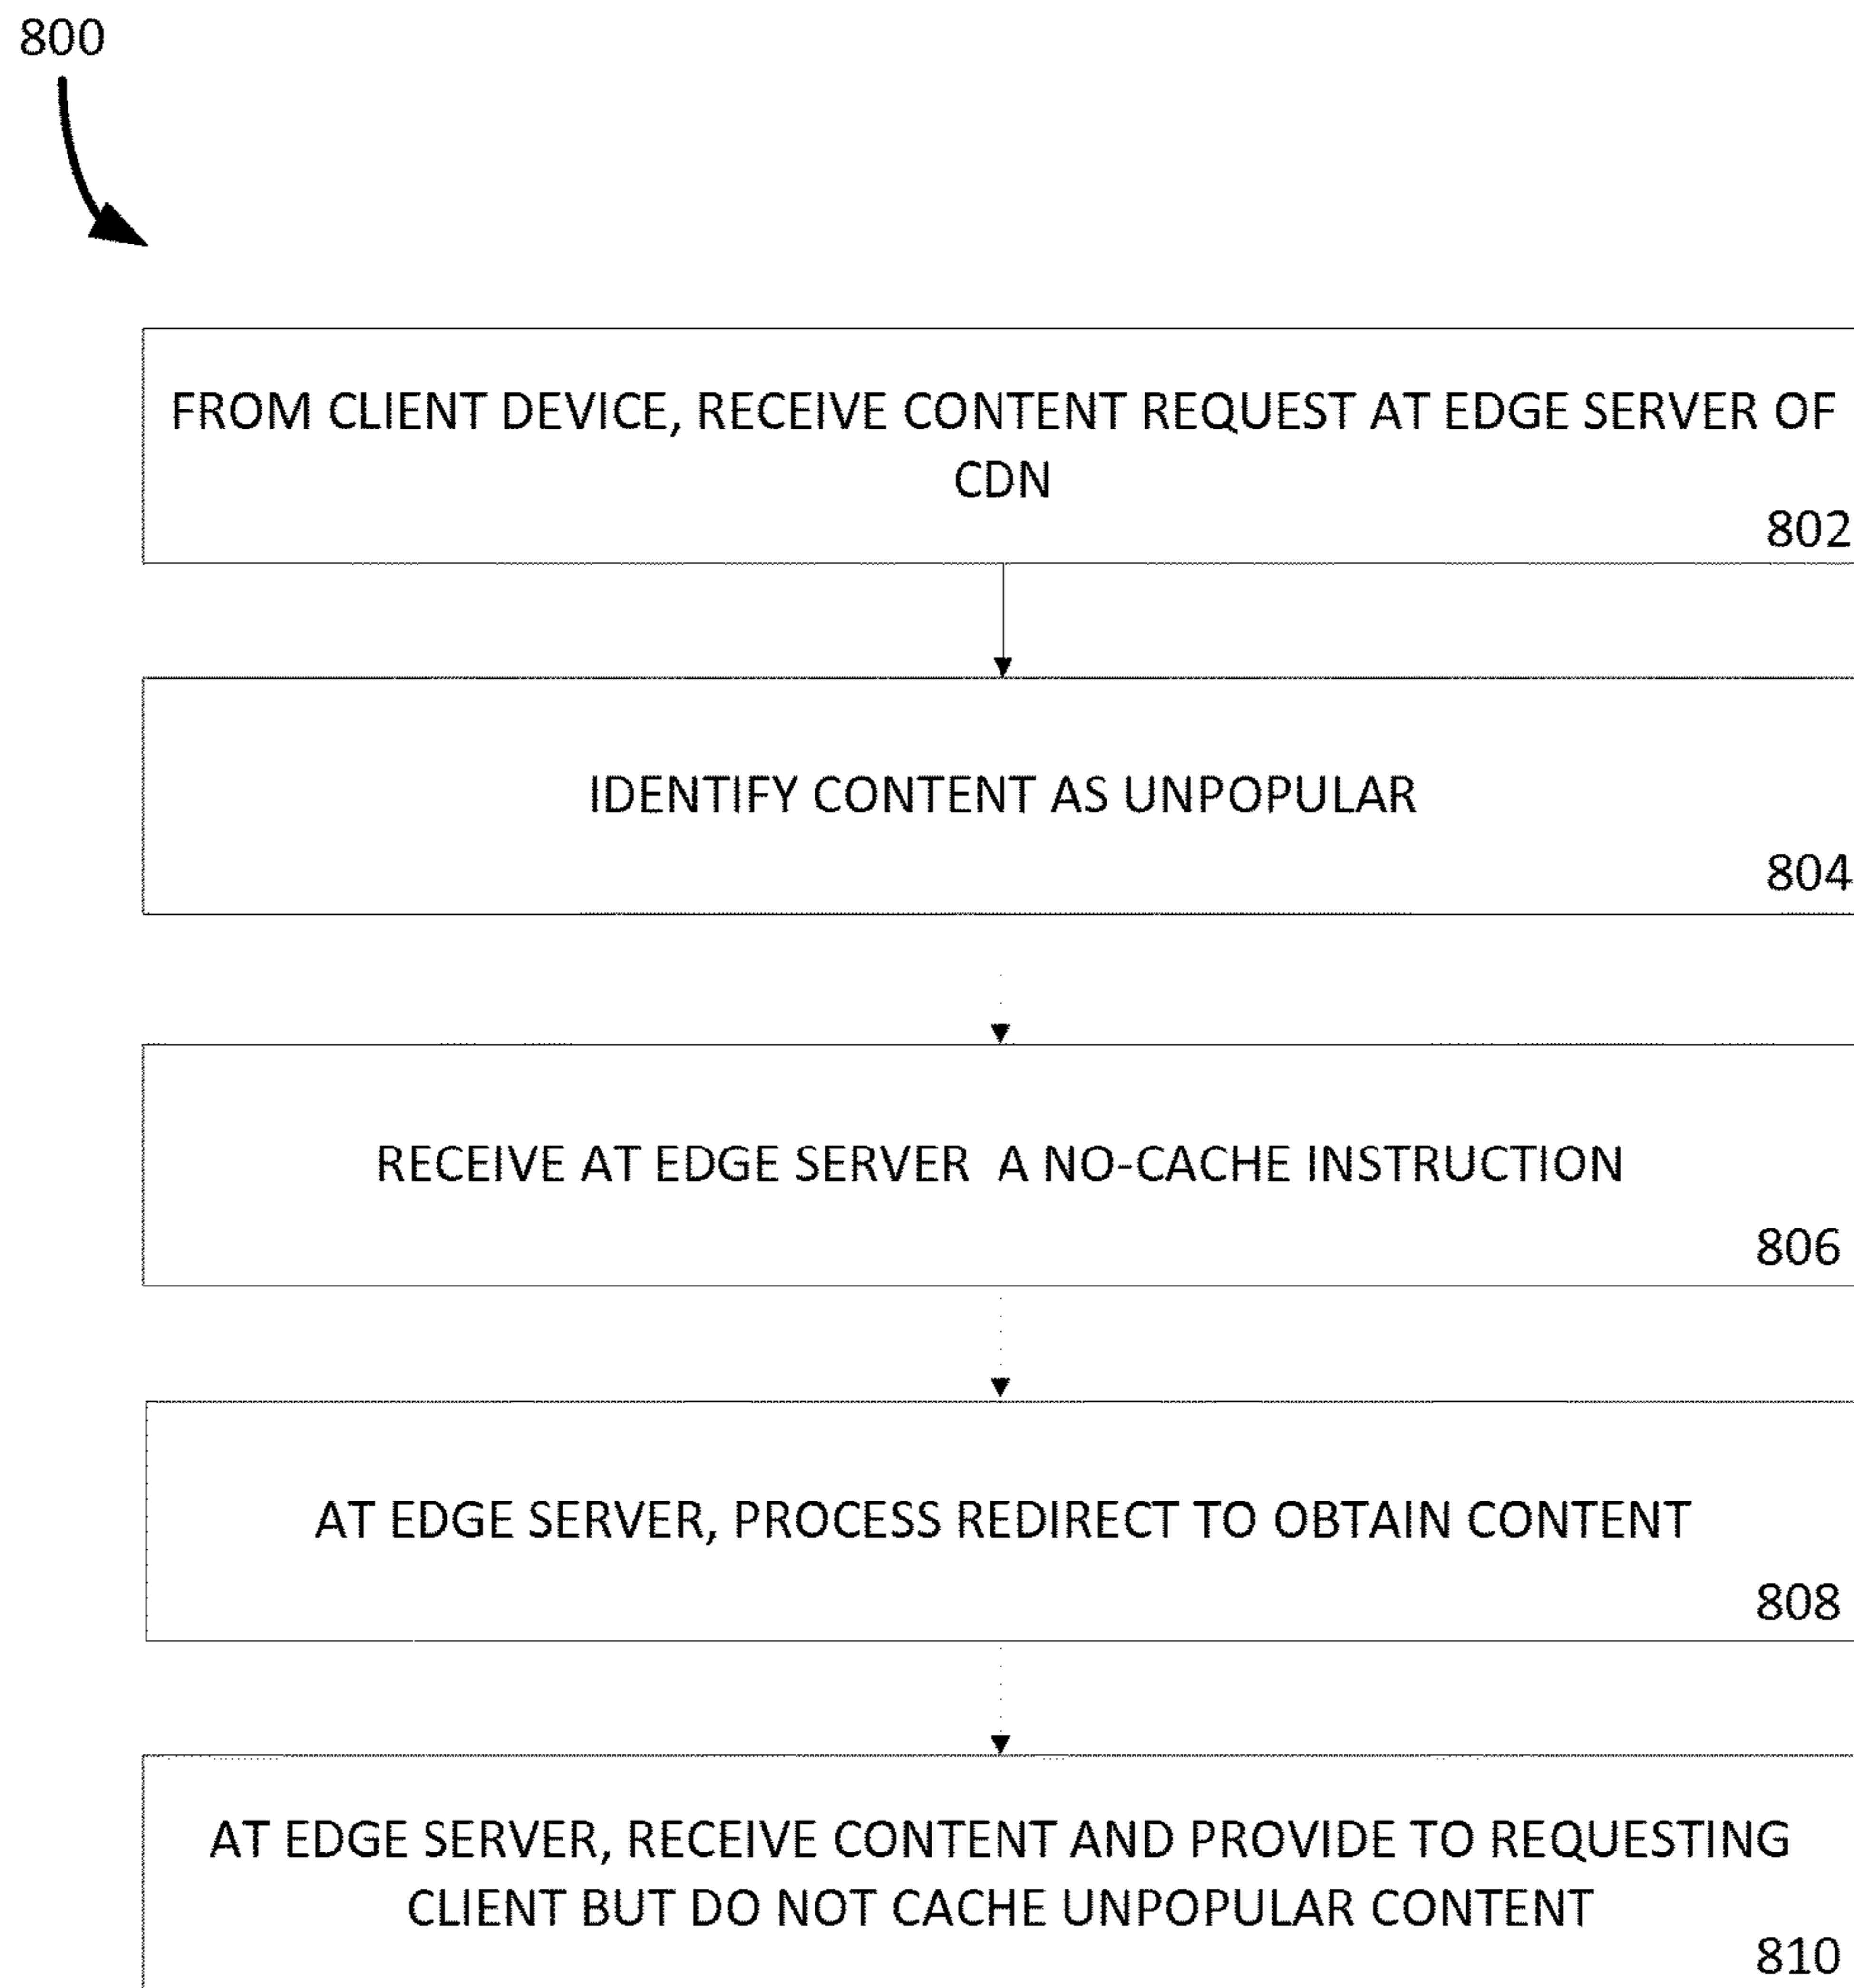 800
FROM CLIENT DEVICE, RECEIVE CONTENT REQUEST AT EDGE SERVER OF
CDN
802
IDENTIFY CONTENT AS UNPOPULAR
804
RECEIVE AT EDGE SERVER A NO-CACHE INSTRUCTION
806
AT EDGE SERVER, PROCESS REDIRECT TO OBTAIN CONTENT
808
AT EDGE SERVER, RECEIVE CONTENT AND PROVIDE TO REQUESTING
CLIENT BUT DO NOT CACHE UNPOPULAR CONTENT
810